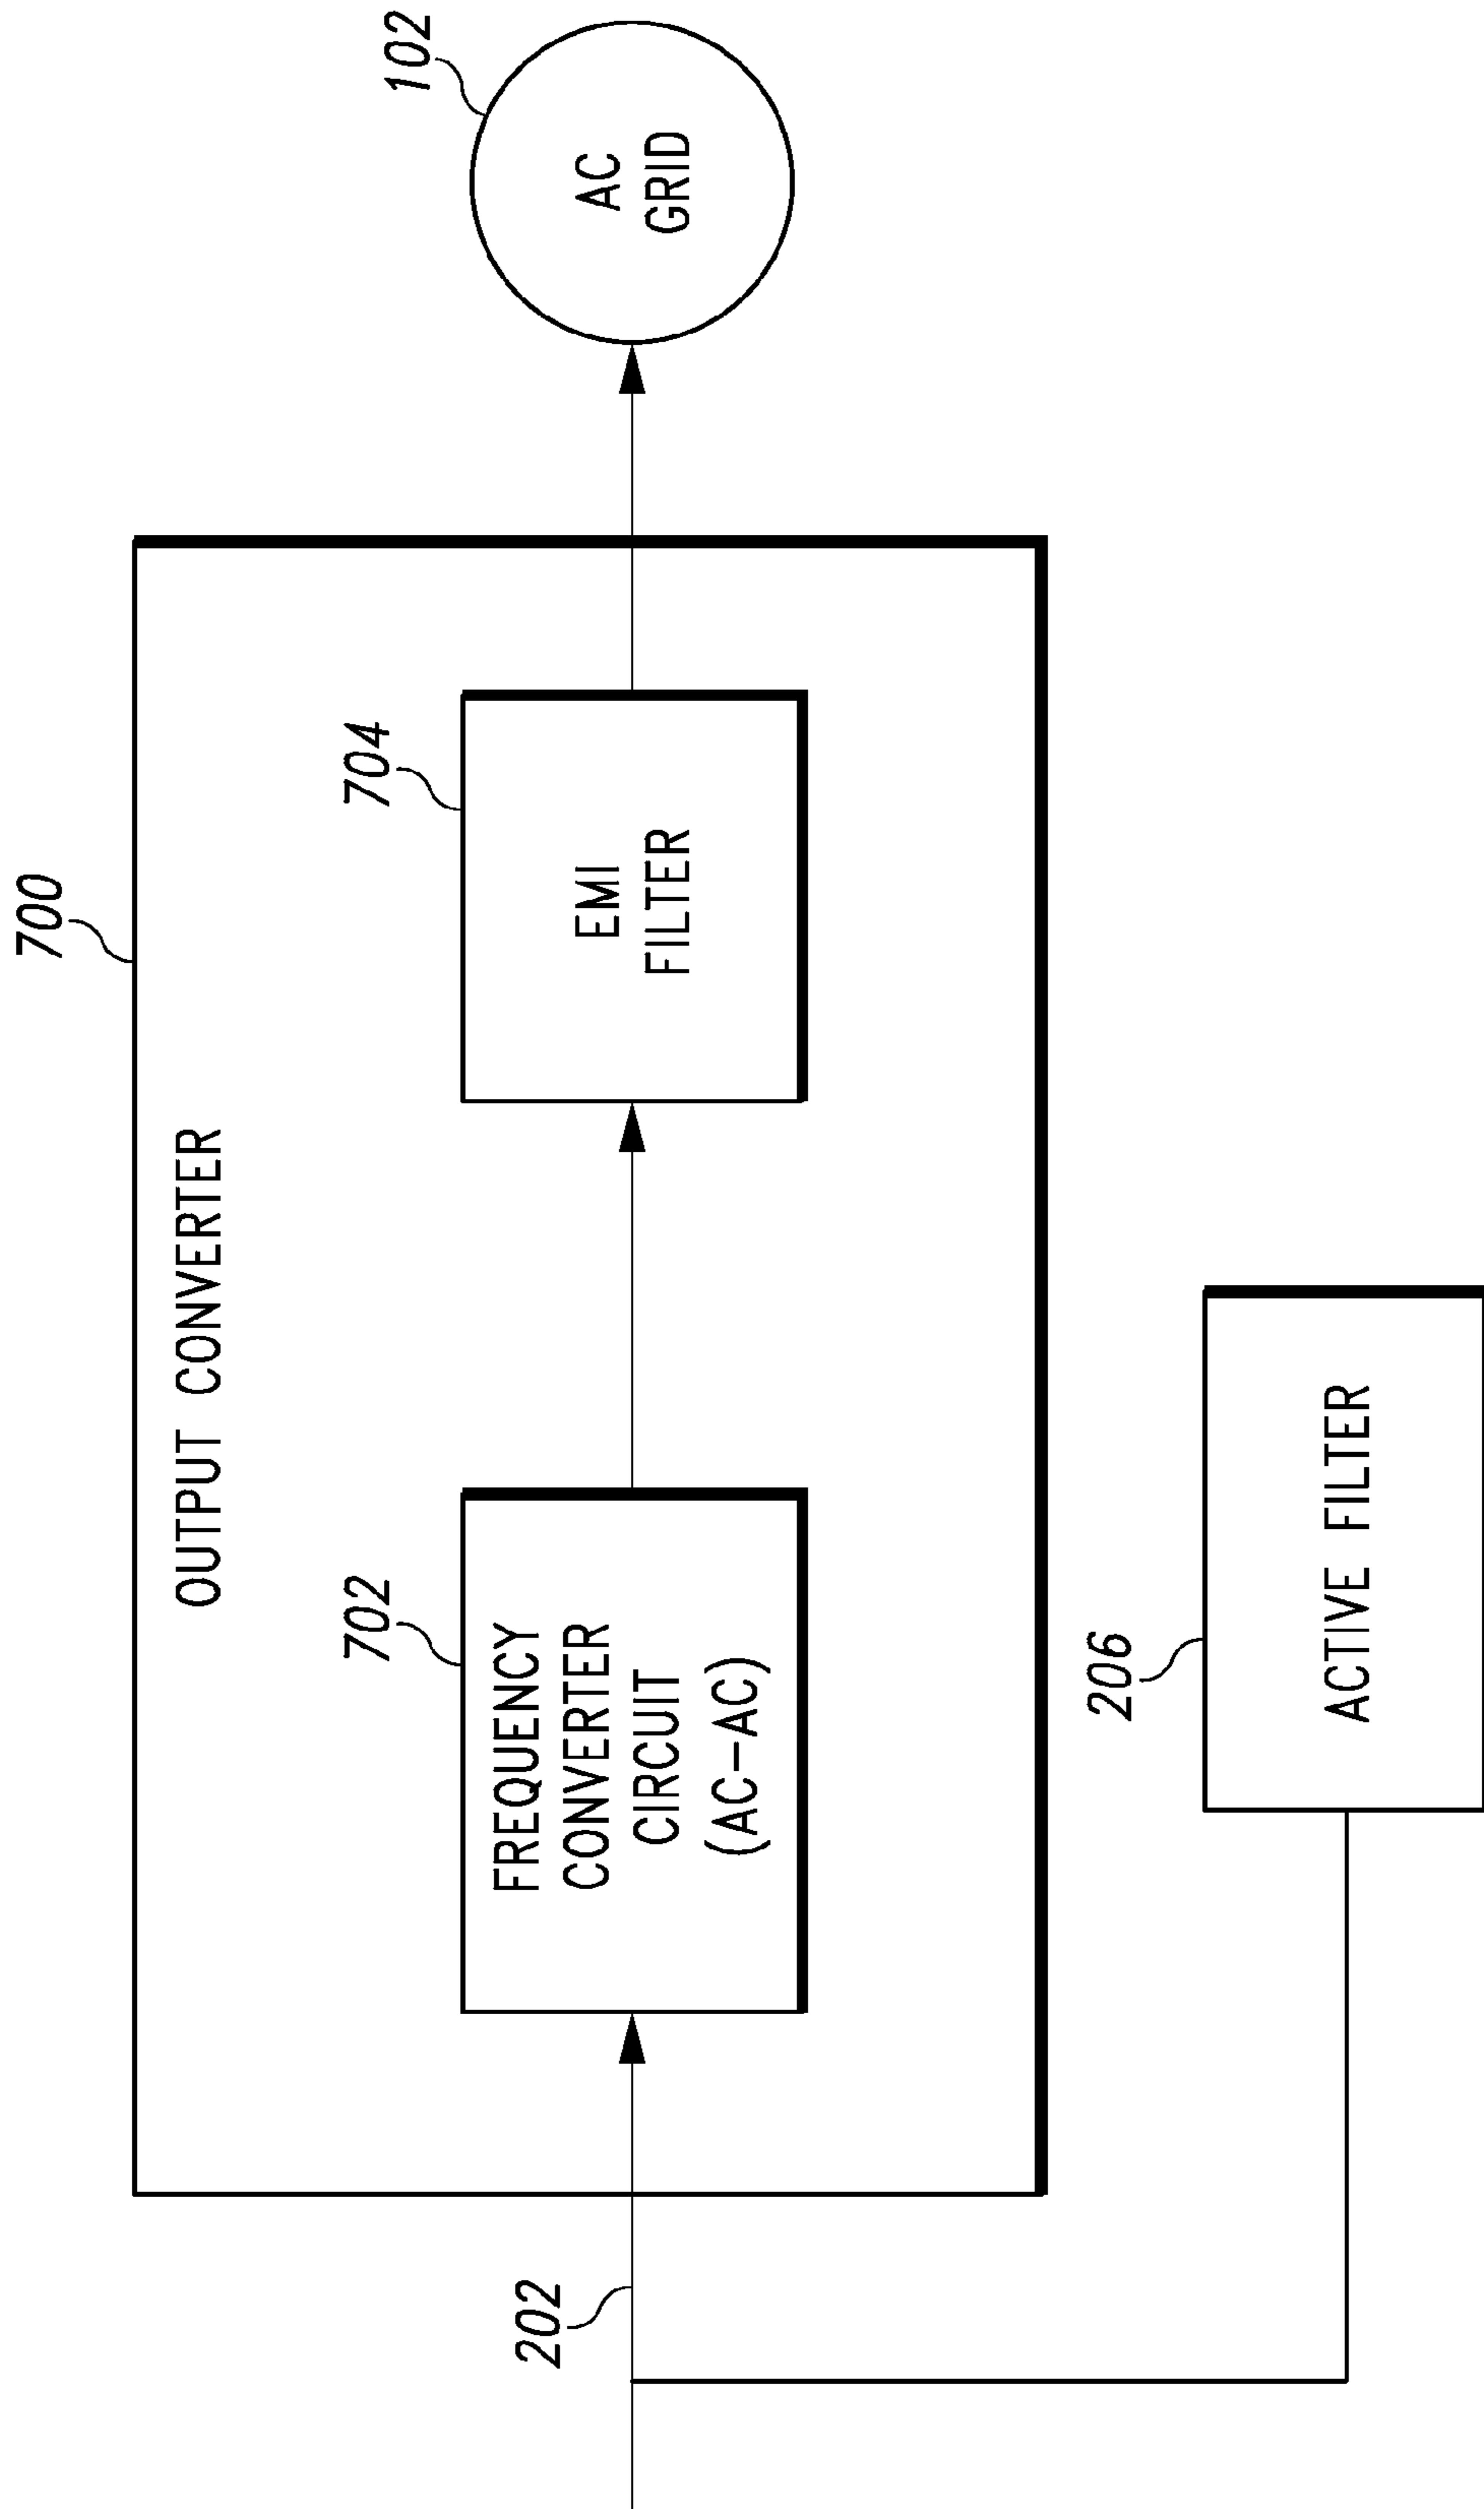 700
OUTPUT CONVERTER
202
702
FREQUENCY
CONVERTER
CIRCUIT
(AC-AC)
704
EMI
FILTER
102
AC
GRID
206
ACTIVE FILTER